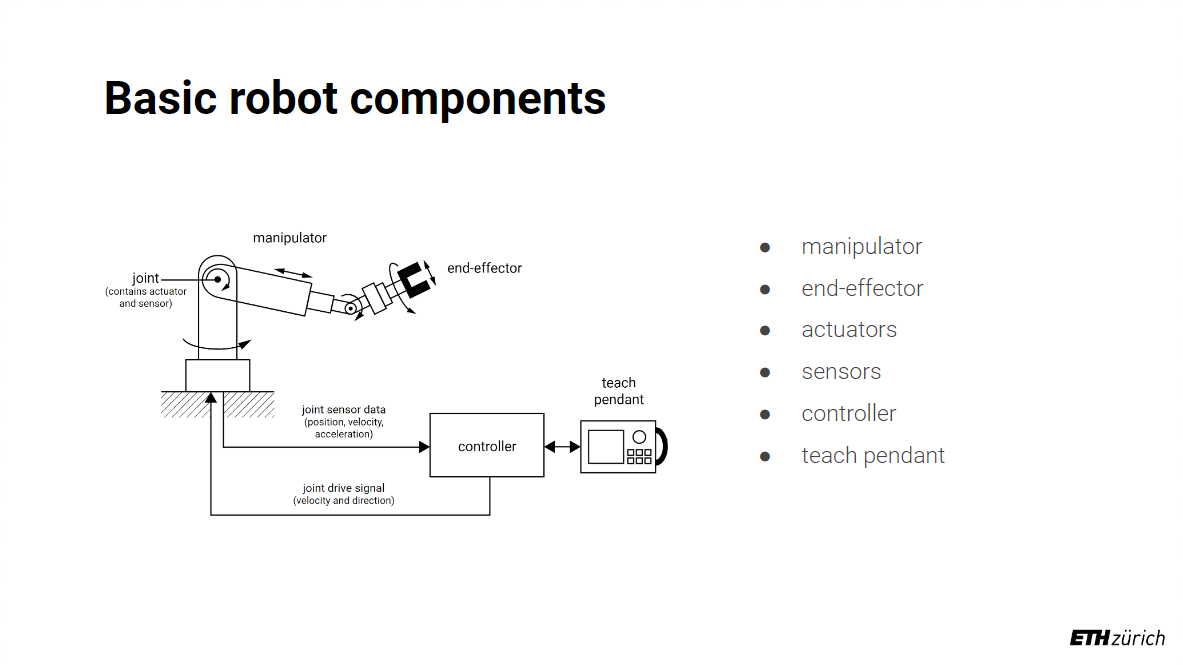 Basic robot components
manipulator
joint
(contains actuator
and sensor)
end-effector
teach
pendant
joint sensor data
(position, velocity,
acceleration)
controller
joint drive signal
(velocity and direction)
● manipulator
● end-effector
● actuators
● sensors
● controller
● teach pendant
ETH zürich